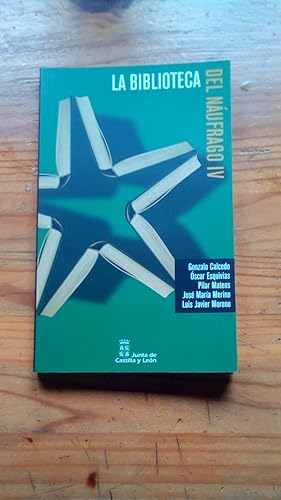 LA BIBLIOTECA
DEL NÁUFRAGO IV
Gonzalo Calcedo
Óscar Esquivias
Pilar Mateos
José María Merino
Luis Javier Moreno
Junta de
Castilla y León